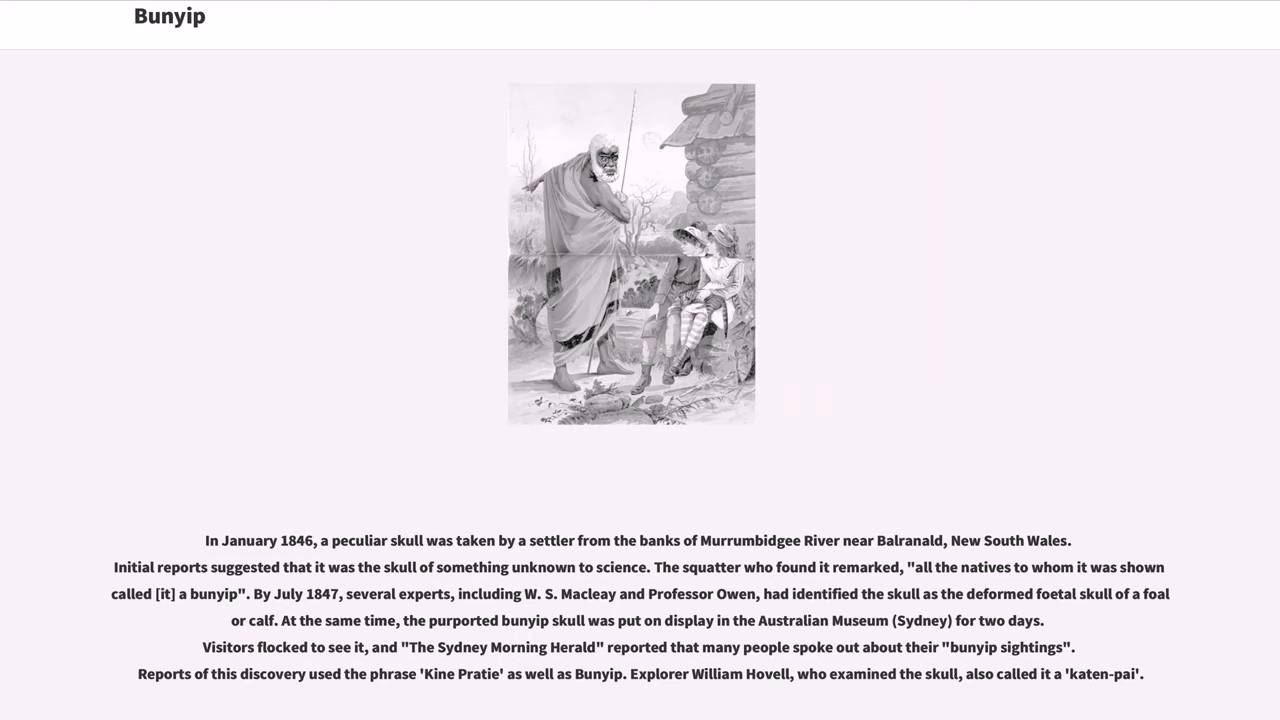 Bunyip
In January 1846, a peculiar skull was taken by a settler from the banks of Murrumbidgee River near Balranald, New South Wales.
Initial reports suggested that it was the skull of something unknown to science. The squatter who found it remarked, "all the natives to whom it was shown
called [it] a bunyip". By July 1847, several experts, including W. S. Macleay and Professor Owen, had identified the skull as the deformed foetal skull of a foal
or calf. At the same time, the purported bunyip skull was put on display in the Australian Museum (Sydney) for two days.
Visitors flocked to see it, and "The Sydney Morning Herald" reported that many people spoke out about their "bunyip sightings".
Reports of this discovery used the phrase 'Kine Pratie' as well as Bunyip. Explorer William Hovell, who examined the skull, also called it a 'katen-pai'.